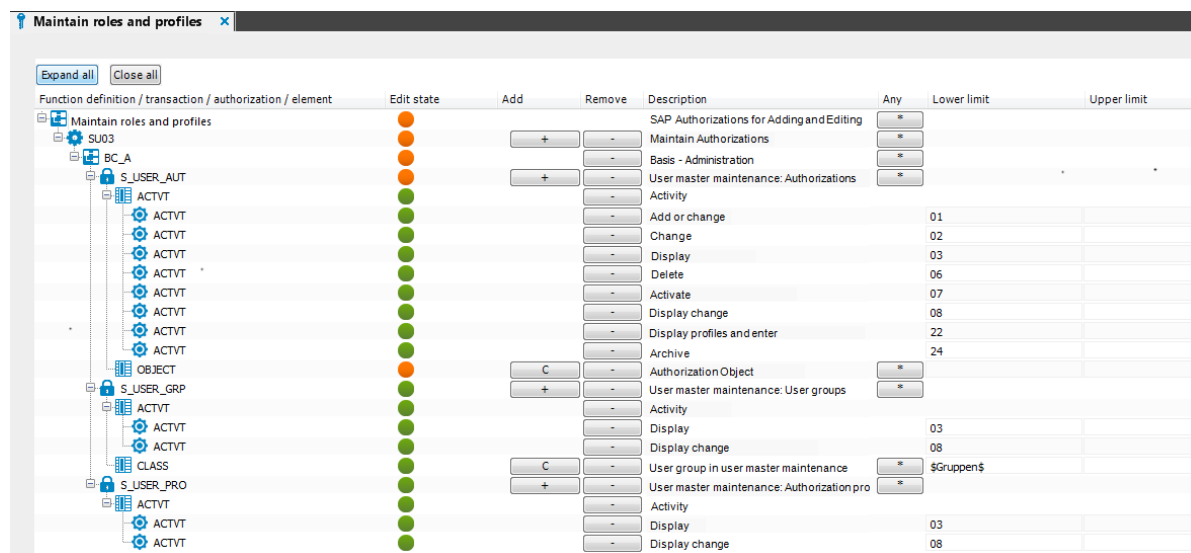 Maintain roles and profiles ×
Expand all Close all
Function definition / transaction / authorization / element Edit state Add Remove Description Any Lower limit Upper limit
Maintain roles and profiles SAP Authorizations for Adding and Editing *
SU03 + - Maintain Authorizations *
BC_A - Basis - Administration *
S_USER_AUT + - User master maintenance: Authorizations *
ACTVT - Activity
ACTVT - Add or change 01
ACTVT - Change 02
ACTVT - Display 03
ACTVT - Delete 06
ACTVT - Activate 07
ACTVT - Display change 08
ACTVT - Display profiles and enter 22
ACTVT - Archive 24
OBJECT C - Authorization Object *
S_USER_GRP + - User master maintenance: User groups *
ACTVT - Activity
ACTVT - Display 03
ACTVT - Display change 08
CLASS C - User group in user master maintenance * $Gruppen$
S_USER_PRO + - User master maintenance: Authorization pro *
ACTVT - Activity
ACTVT - Display 03
ACTVT - Display change 08